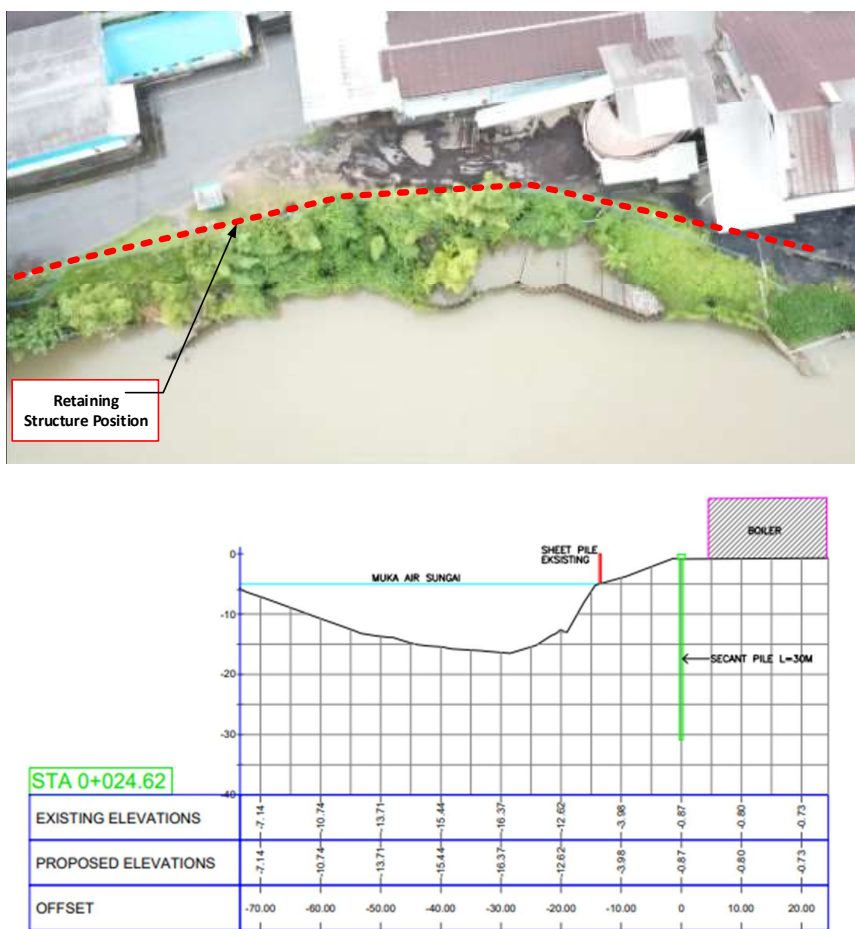 Retaining
Structure Position
BOILER
SHEET PILE
EKSISTING
0
MUKA AIR SUNGAI
-10
SECANT PILE L=30M
-20
-30
-40
STA 0+024.62
EXISTING ELEVATIONS -7.14 -10.74 -13.71 -15.44 -16.37 -12.62 -3.98 -0.87 -0.80 -0.73
PROPOSED ELEVATIONS -7.14 -10.74 -13.71 -15.44 -16.37 -12.62 -3.98 -0.87 -0.80 -0.73
OFFSET -70.00 -60.00 -50.00 -40.00 -30.00 -20.00 -10.00 0 10.00 20.00